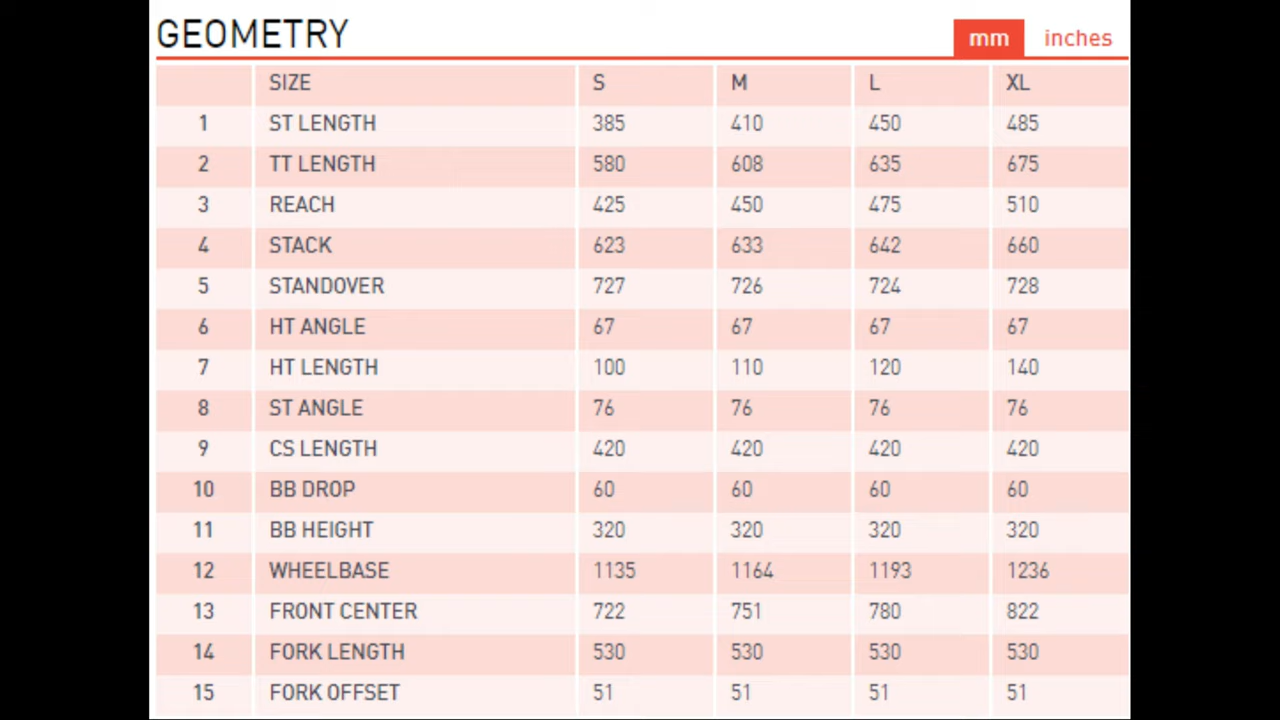 GEOMETRY mm inches
SIZE S M L XL
1 ST LENGTH 385 410 450 485
2 TT LENGTH 580 608 635 675
3 REACH 425 450 475 510
4 STACK 623 633 642 660
5 STANDOVER 727 726 724 728
6 HT ANGLE 67 67 67 67
7 HT LENGTH 100 110 120 140
8 ST ANGLE 76 76 76 76
9 CS LENGTH 420 420 420 420
10 BB DROP 60 60 60 60
11 BB HEIGHT 320 320 320 320
12 WHEELBASE 1135 1164 1193 1236
13 FRONT CENTER 722 751 780 822
14 FORK LENGTH 530 530 530 530
15 FORK OFFSET 51 51 51 51